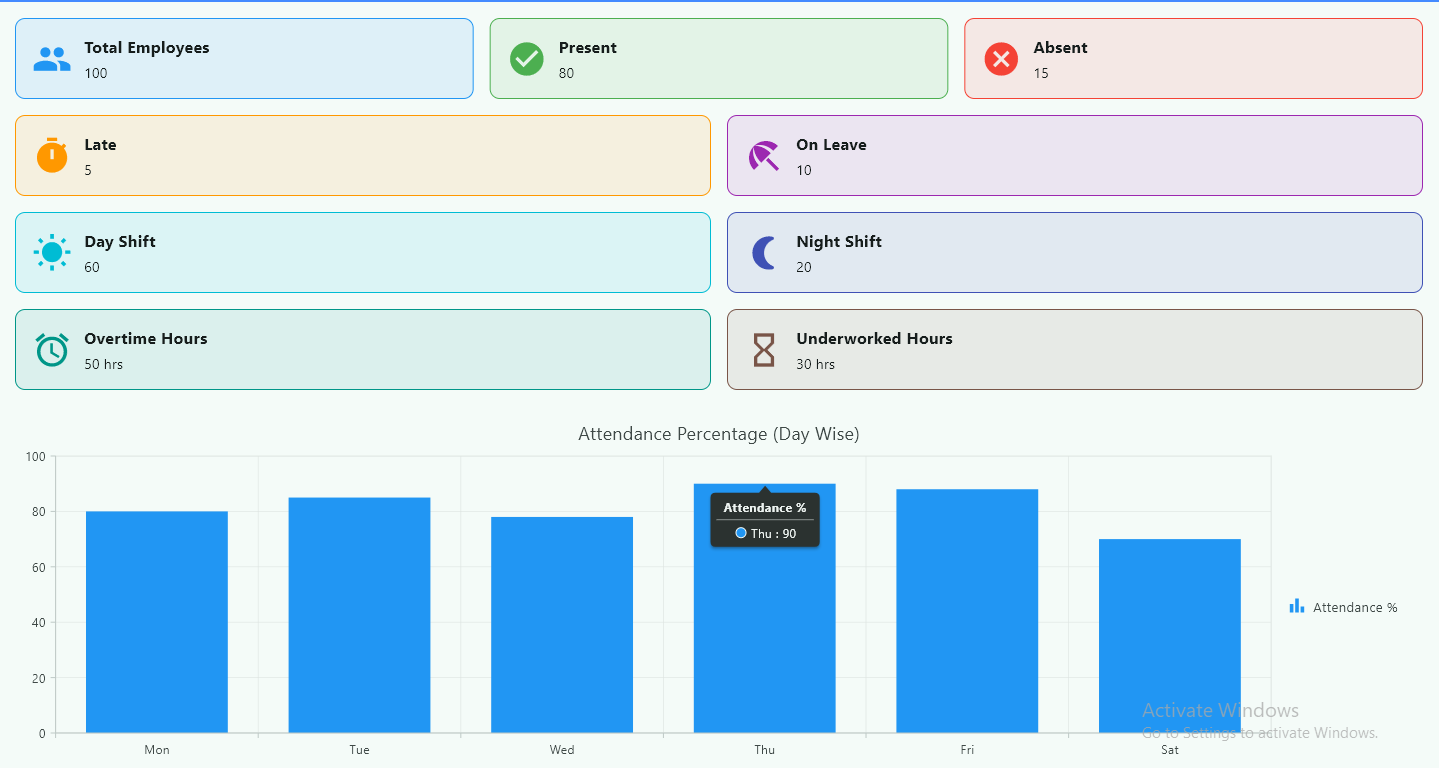 Total Employees
100
Present
80
Absent
15
Late
5
On Leave
10
Day Shift
60
Night Shift
20
Overtime Hours
50 hrs
Underworked Hours
30 hrs
Attendance Percentage (Day Wise)
100
80
60
40
20
0
Attendance %
Thu : 90
Mon
Tue
Wed
Thu
Fri
Sat
Attendance %
Activate Windows
Go to Settings to activate Windows.